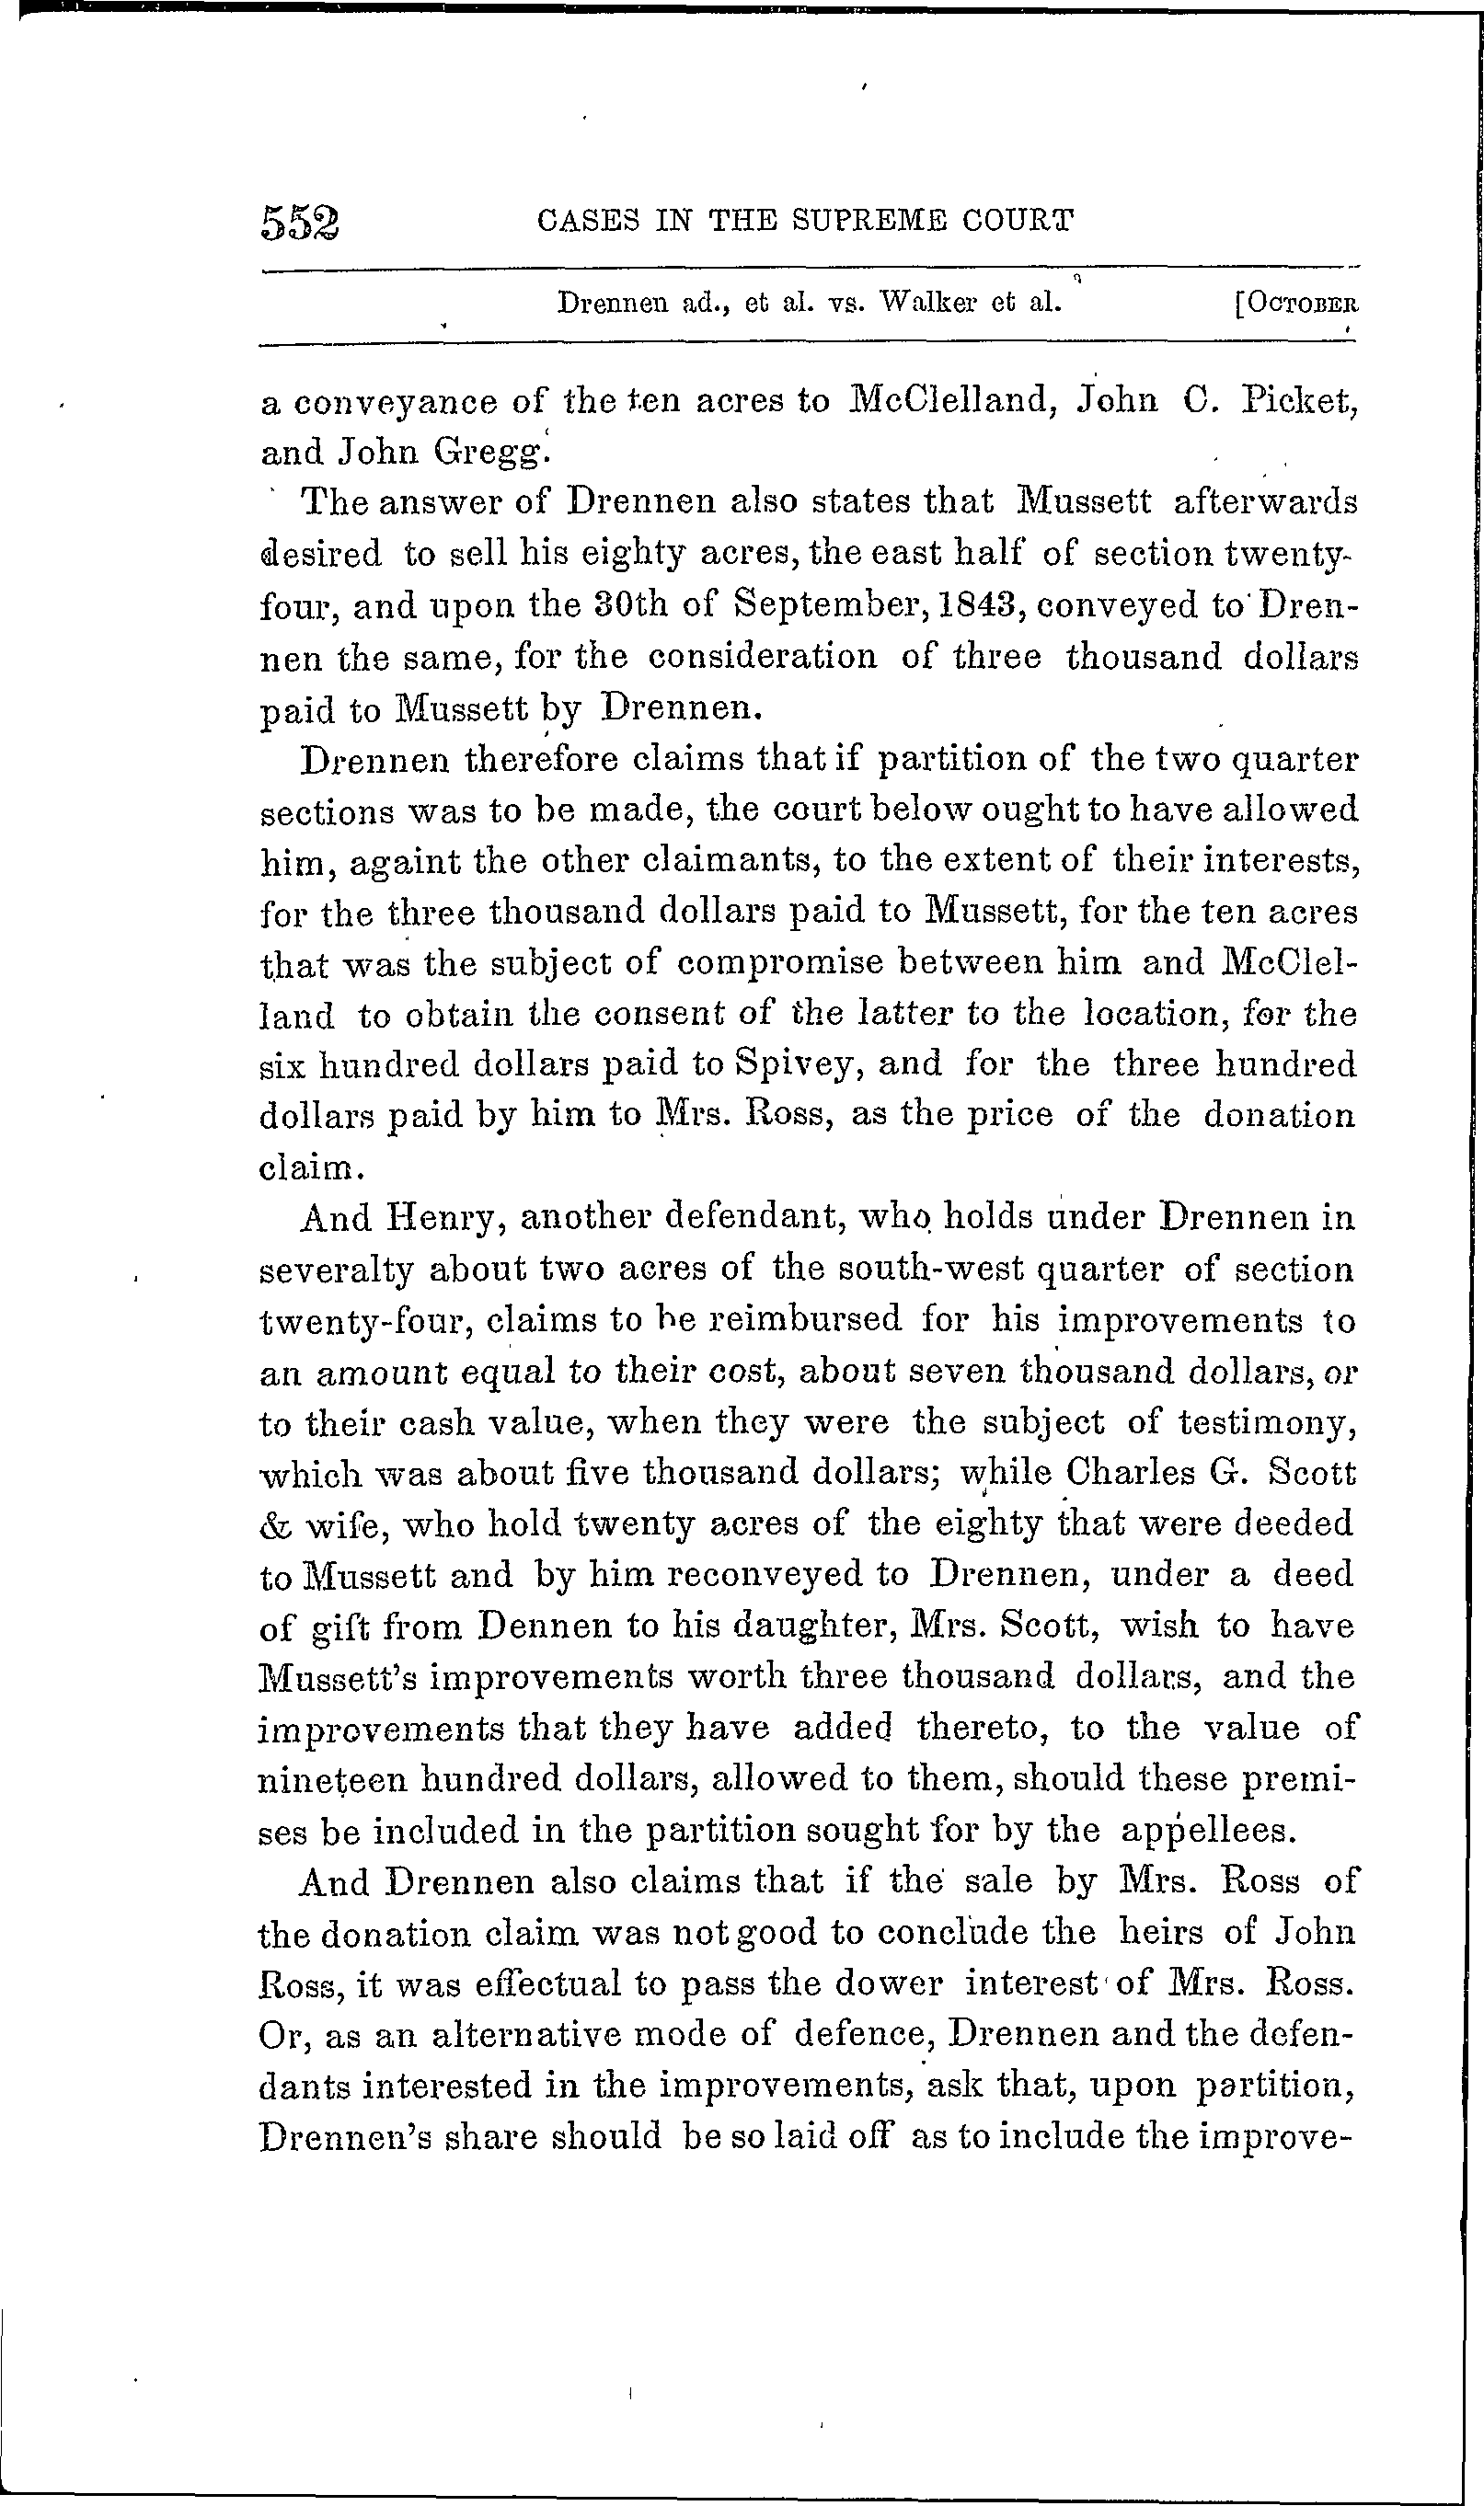 552 CASES IN THE SUPREME COURT
Drennen ad., et al. vs. Walker et al. [OCTOBER
a conveyance of the ten acres to McClelland, John C. Picket,
and John Gregg.
The answer of Drennen also states that Mussett afterwards
desired to sell his eighty acres, the east half of section twenty-
four, and upon the 30th of September, 1843, conveyed to Dren-
nen the same, for the consideration of three thousand dollars
paid to Mussett by Drennen.
Drennen therefore claims that if partition of the two quarter
sections was to be made, the court below ought to have allowed
him, againt the other claimants, to the extent of their interests,
for the three thousand dollars paid to Mussett, for the ten acres
that was the subject of compromise between him and McClel-
land to obtain the consent of the latter to the location, for the
six hundred dollars paid to Spivey, and for the three hundred
dollars paid by him to Mrs. Ross, as the price of the donation
claim.
And Henry, another defendant, who holds under Drennen in
severalty about two acres of the south-west quarter of section
twenty-four, claims to be reimbursed for his improvements to
an amount equal to their cost, about seven thousand dollars, or
to their cash value, when they were the subject of testimony,
which was about five thousand dollars; while Charles G. Scott
& wife, who hold twenty acres of the eighty that were deeded
to Mussett and by him reconveyed to Drennen, under a deed
of gift from Dennen to his daughter, Mrs. Scott, wish to have
Mussett's improvements worth three thousand dollars, and the
improvements that they have added thereto, to the value of
nineteen hundred dollars, allowed to them, should these premi-
ses be included in the partition sought for by the appellees.
And Drennen also claims that if the sale by Mrs. Ross of
the donation claim was not good to conclude the heirs of John
Ross, it was effectual to pass the dower interest of Mrs. Ross.
Or, as an alternative mode of defence, Drennen and the defen-
dants interested in the improvements, ask that, upon partition,
Drennen's share should be so laid off as to include the improve-